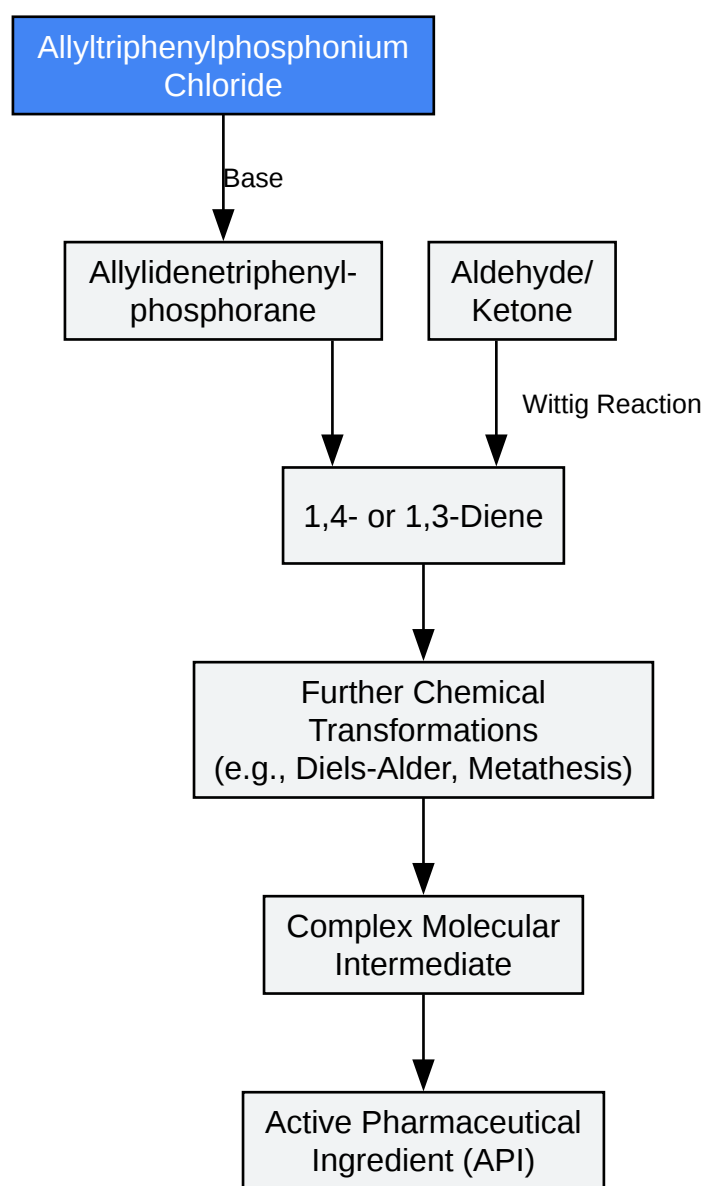 Allyltriphenylphosphonium
Chloride
Base
Allylidenetriphenyl-
phosphorane
Aldehyde/
Ketone
Wittig Reaction
1,4- or 1,3-Diene
Further Chemical
Transformations
(e.g., Diels-Alder, Metathesis)
Complex Molecular
Intermediate
Active Pharmaceutical
Ingredient (API)